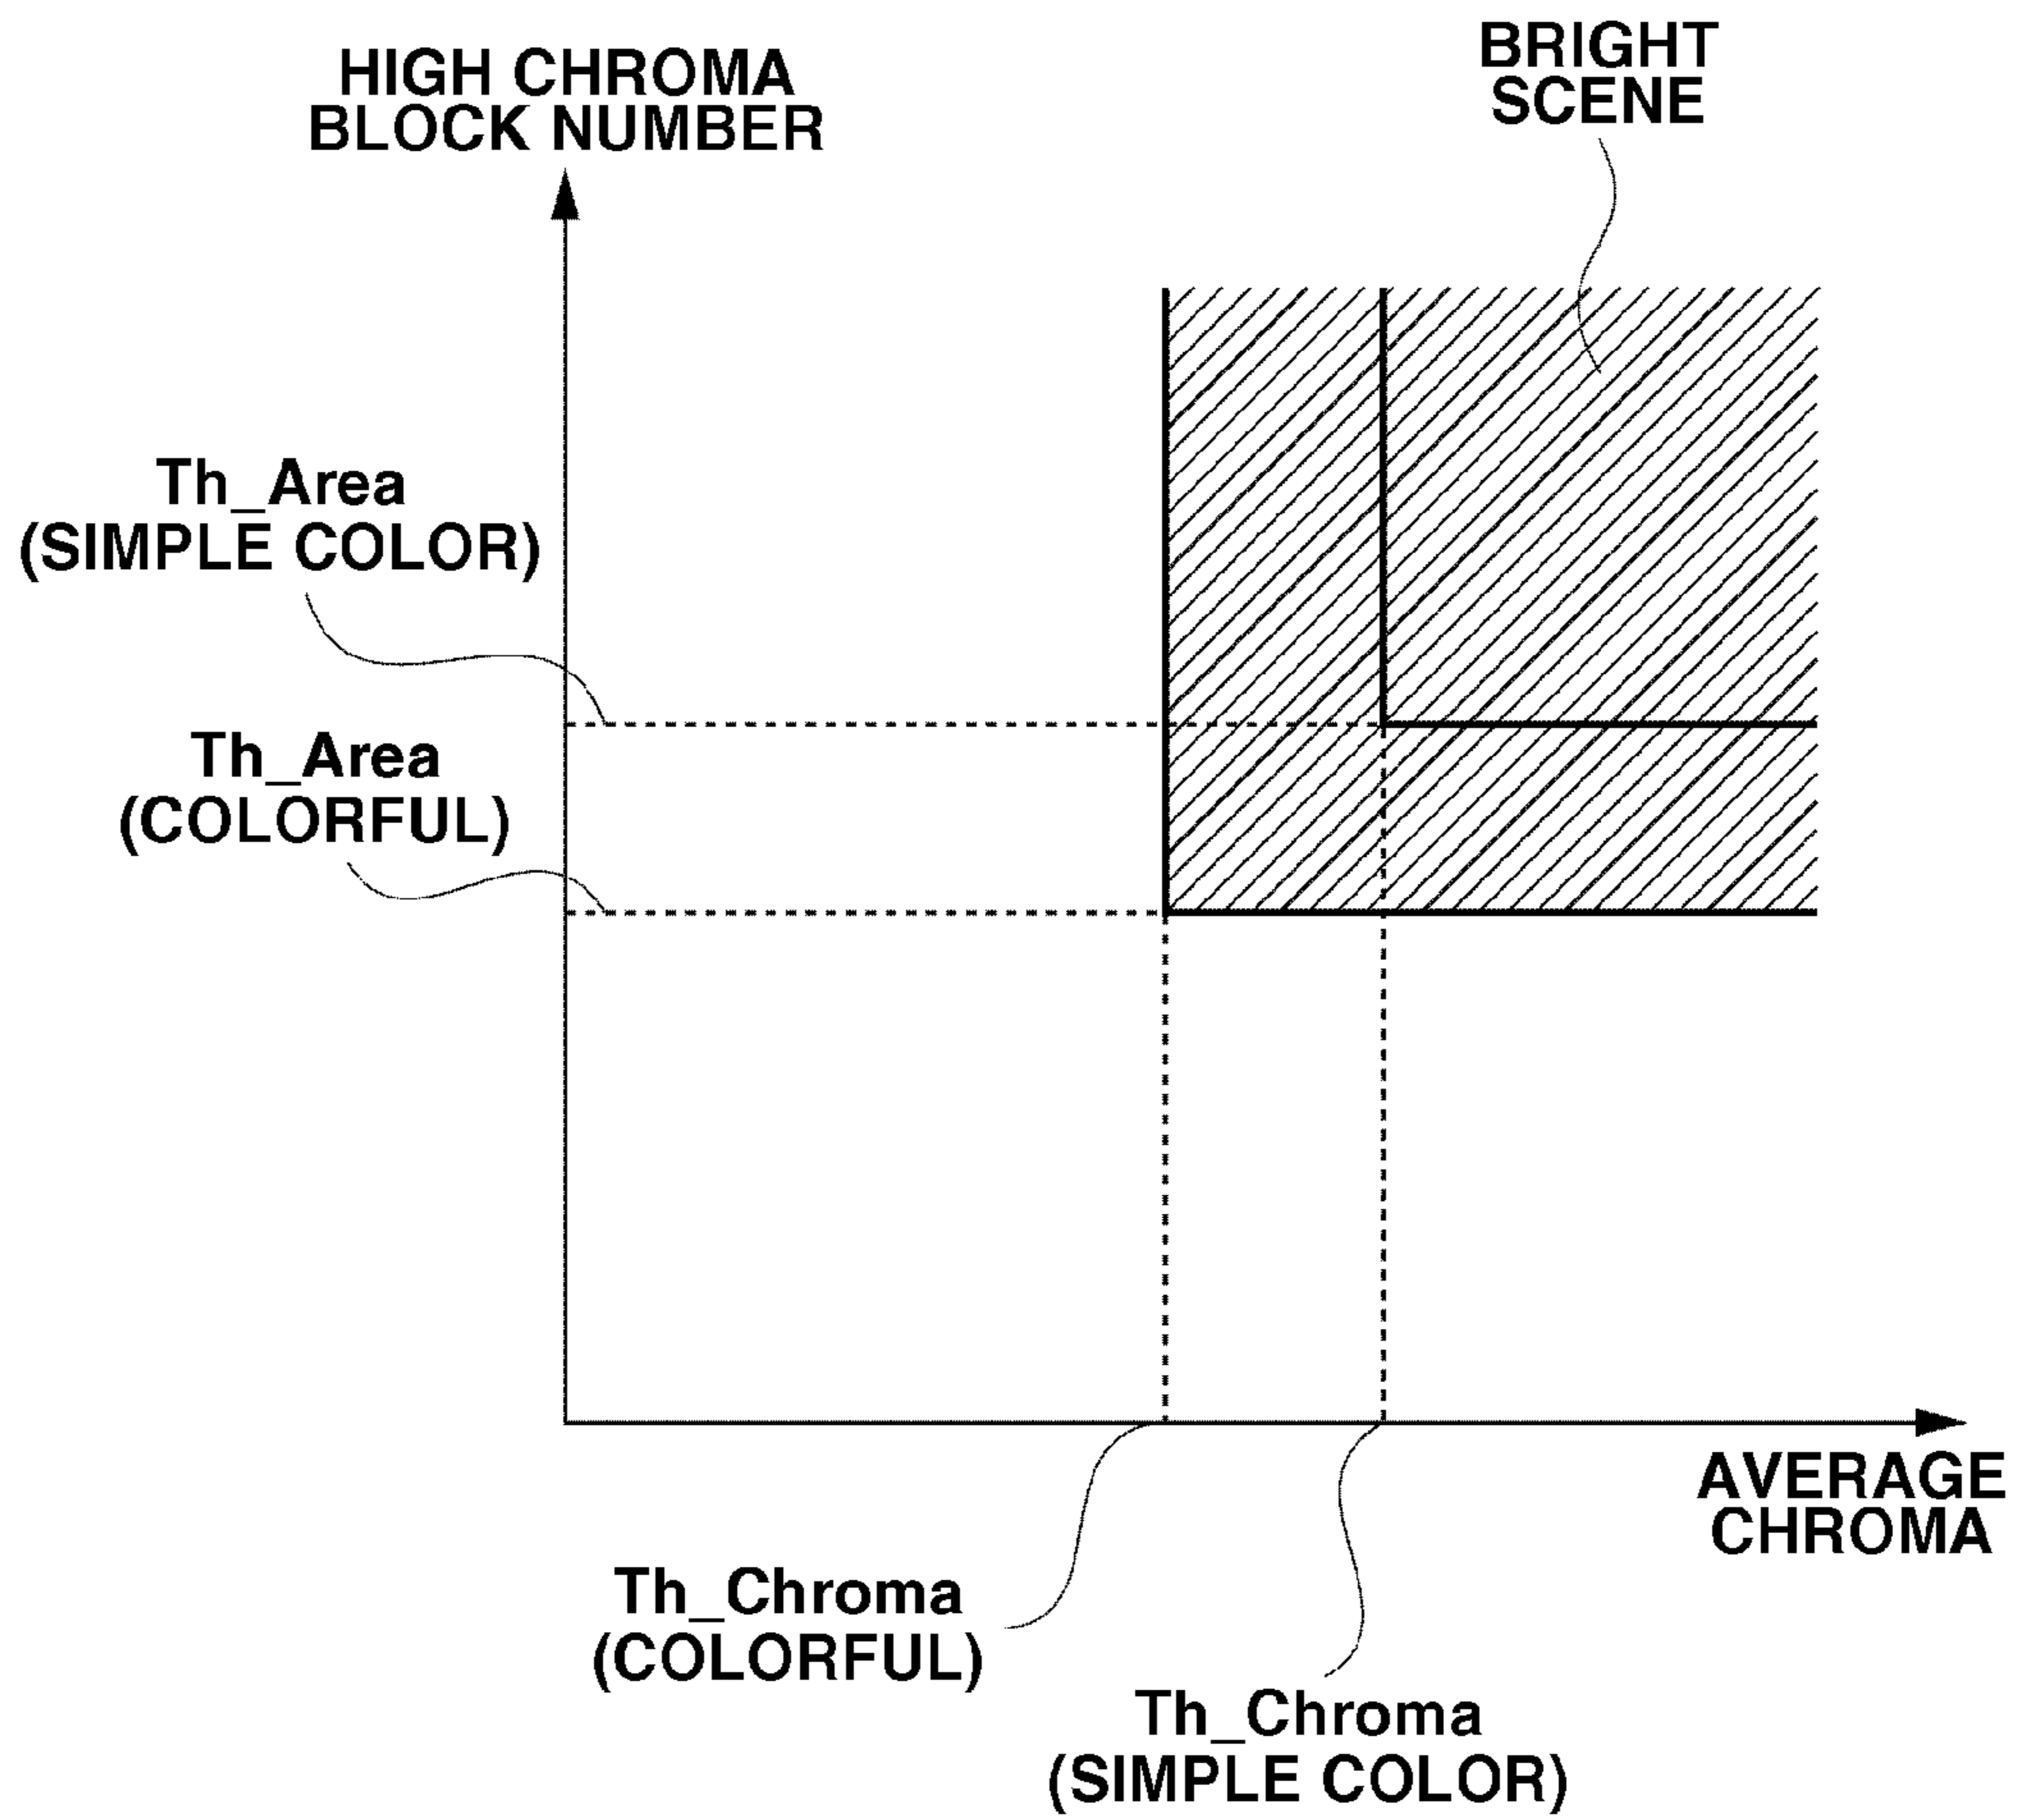 HIGH CHROMA
BLOCK NUMBER
BRIGHT
SCENE
Th_Area
(SIMPLE COLOR)
Th_Area
(COLORFUL)
AVERAGE
CHROMA
Th_Chroma
(COLORFUL)
Th_Chroma
(SIMPLE COLOR)